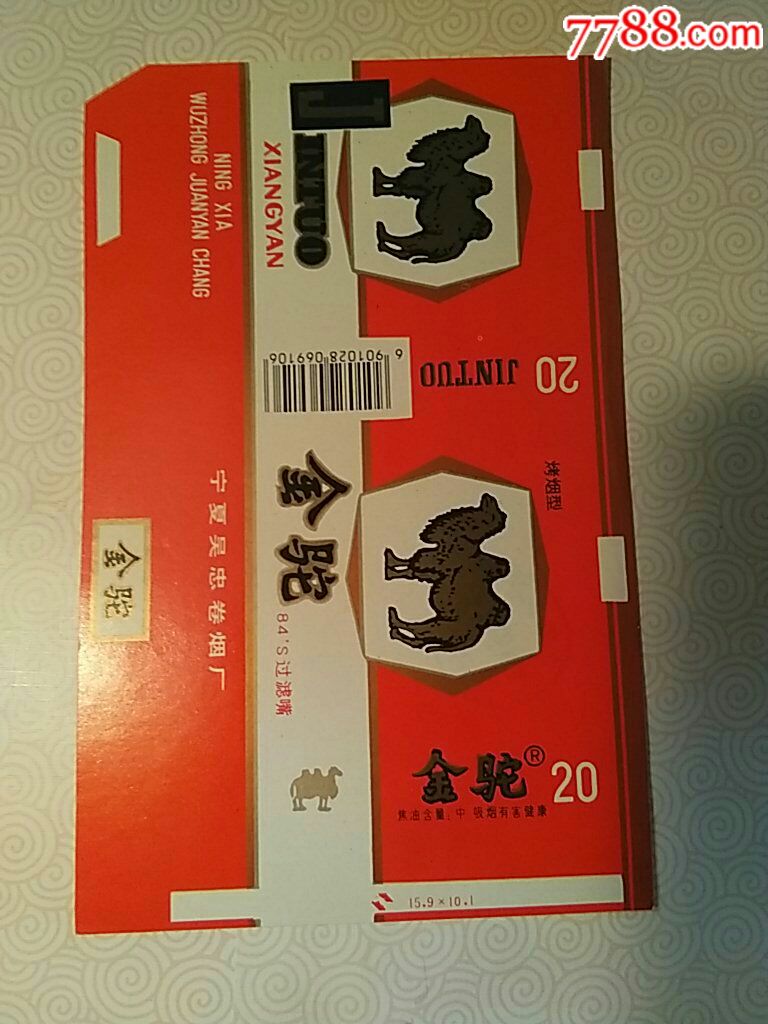 7788.com
NING XIA
WUZHONG JUANYAN CHANG
宁夏吴忠卷烟厂
金驼
JINTUO
XIANGYAN
6 901028 069106
金驼
84'S过滤嘴
JINTUO
20
烤烟型
金驼®
20
焦油含量:中 吸烟有害健康
15.9×10.1